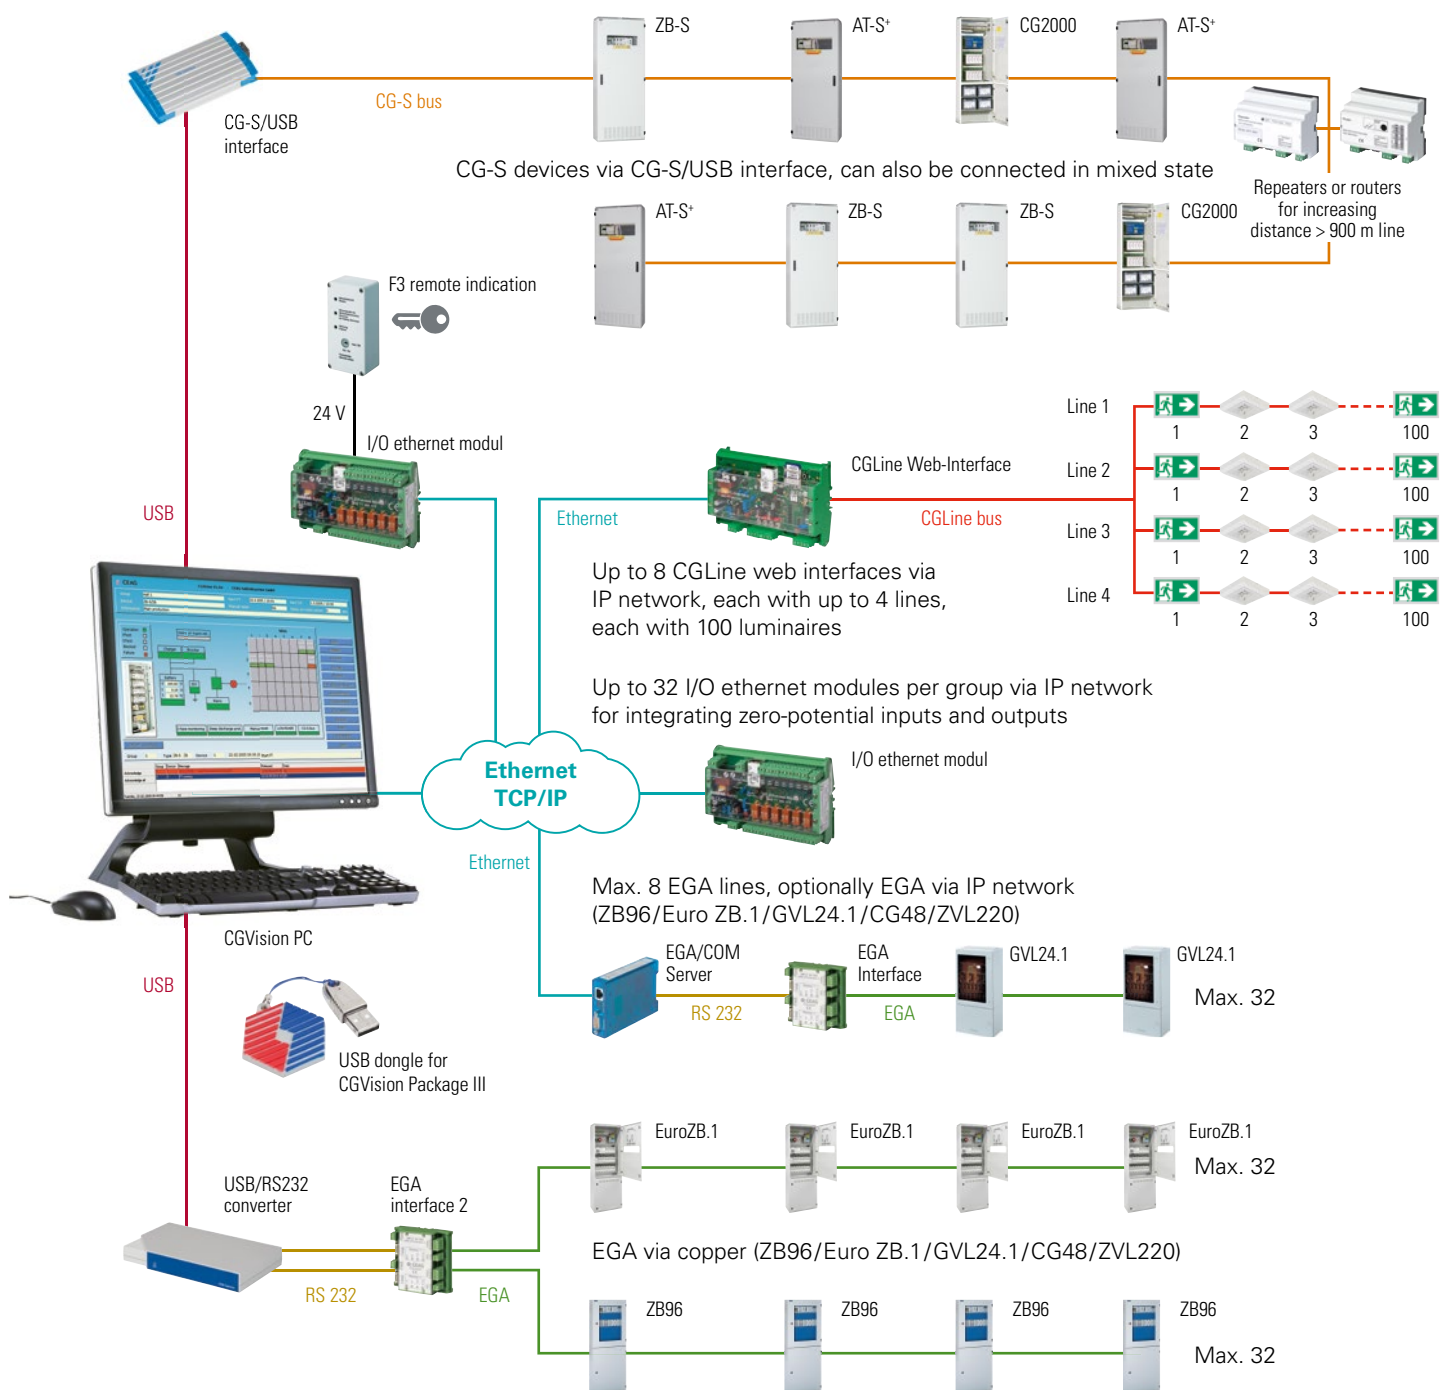 ZB-S
AT-S+
CG2000
AT-S+
CG-S bus
CG-S/USB
interface
CG-S devices via CG-S/USB interface, can also be connected in mixed state
Repeaters or routers
for increasing
distance > 900 m line
AT-S+
ZB-S
ZB-S
CG2000
F3 remote indication
24 V
I/O ethernet modul
USB
Ethernet
CGLine Web-Interface
CGLine bus
Line 1
1 2 3 100
Line 2
1 2 3 100
Line 3
1 2 3 100
Line 4
1 2 3 100
Up to 8 CGLine web interfaces via
IP network, each with up to 4 lines,
each with 100 luminaires
Up to 32 I/O ethernet modules per group via IP network
for integrating zero-potential inputs and outputs
I/O ethernet modul
Ethernet
TCP/IP
Ethernet
Max. 8 EGA lines, optionally EGA via IP network
(ZB96/Euro ZB.1/GVL24.1/CG48/ZVL220)
CGVision PC
EGA/COM
Server
RS 232
EGA
Interface
EGA
GVL24.1
GVL24.1
Max. 32
USB
USB dongle for
CGVision Package III
EuroZB.1
EuroZB.1
EuroZB.1
EuroZB.1
Max. 32
USB/RS232
converter
EGA
interface 2
EGA via copper (ZB96/Euro ZB.1/GVL24.1/CG48/ZVL220)
RS 232
EGA
ZB96
ZB96
ZB96
ZB96
Max. 32